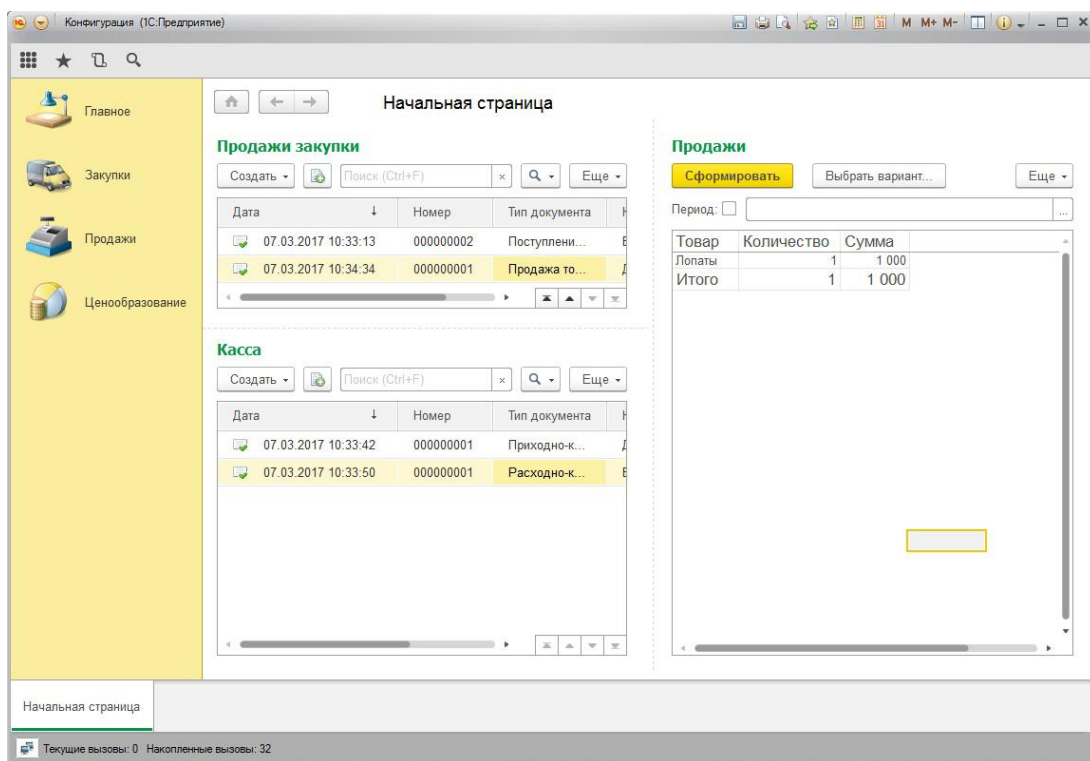 Конфигурация (1С:Предприятие)
M M+ M-
Главное
Закупки
Продажи
Ценообразование
Начальная страница
Продажи закупки
Создать Поиск (Ctrl+F) × Еще
Дата ↓ Номер Тип документа
07.03.2017 10:33:13 000000002 Поступлени...
07.03.2017 10:34:34 000000001 Продажа то...
Касса
Создать Поиск (Ctrl+F) × Еще
Дата ↓ Номер Тип документа
07.03.2017 10:33:42 000000001 Приходно-к...
07.03.2017 10:33:50 000000001 Расходно-к...
Продажи
Сформировать Выбрать вариант... Еще
Период: ...
Товар Количество Сумма
Лопаты 1 1 000
Итого 1 1 000
Начальная страница
Текущие вызовы: 0 Накопленные вызовы: 32